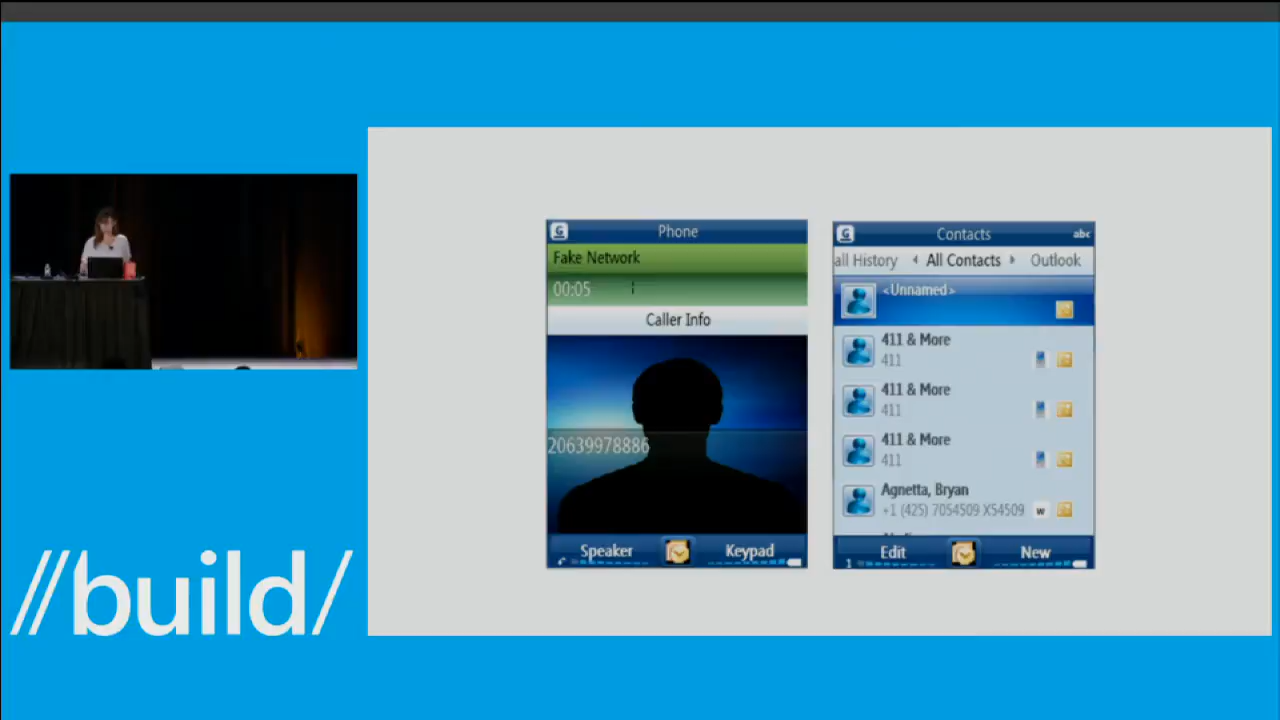 Phone
Fake Network
00:05
Caller Info
20639978886
Speaker
Keypad
Contacts
abc
all History
All Contacts
Outlook
<Unnamed>
411 & More
411
411 & More
411
411 & More
411
Agnetta, Bryan
+1 (425) 7054509 X54509
w
Edit
New
1
//build/